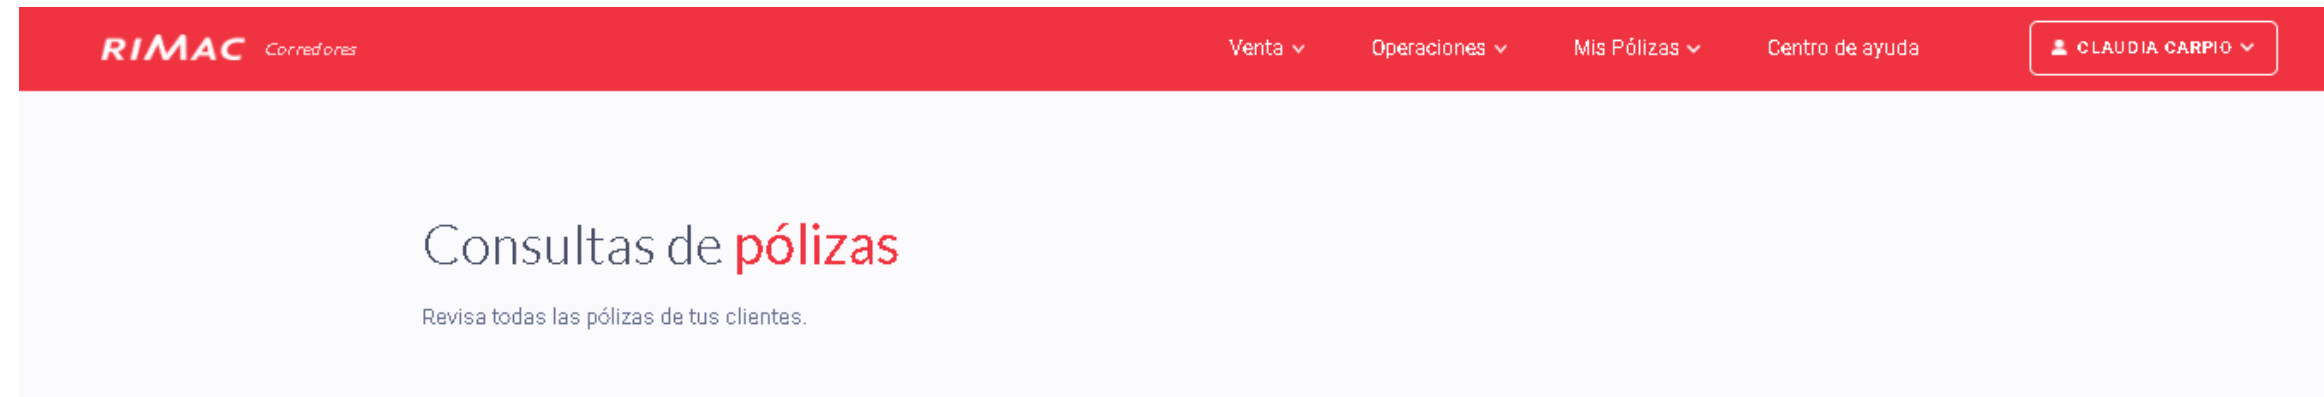 RIMAC Corredores Venta Operaciones Mis Pólizas Centro de ayuda CLAUDIA CARPIO
Consultas de pólizas
Revisa todas las pólizas de tus clientes.